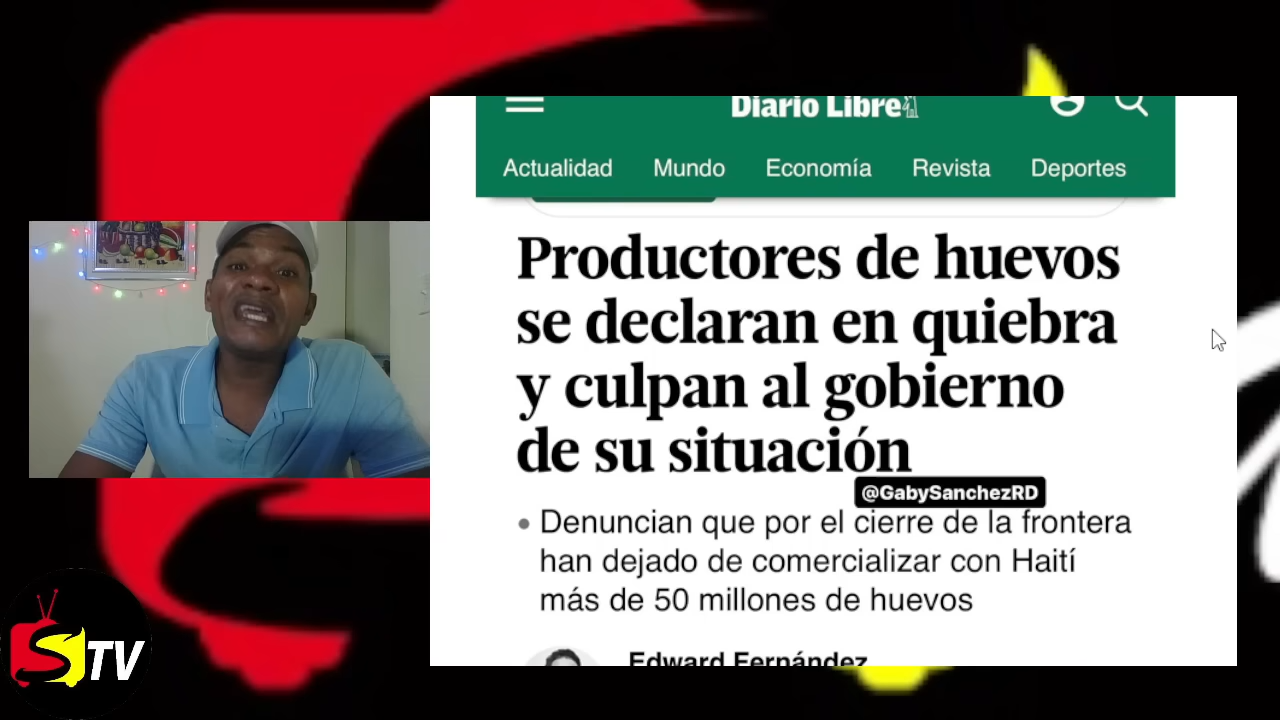 Diario Libre
Actualidad Mundo Economía Revista Deportes
Productores de huevos
se declaran en quiebra
y culpan al gobierno
de su situación
@GabySanchezRD
Denuncian que por el cierre de la frontera
han dejado de comercializar con Haití
más de 50 millones de huevos
Edward Fernández
STV